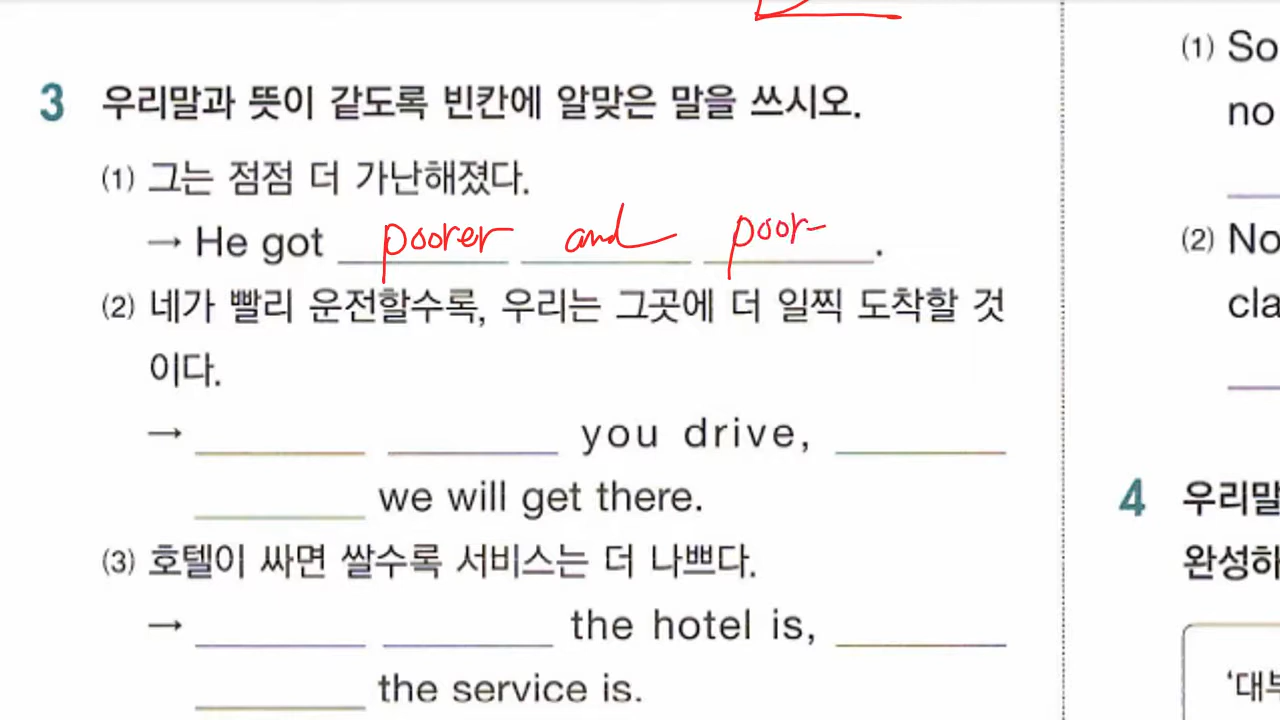 3 우리말과 뜻이 같도록 빈칸에 알맞은 말을 쓰시오.
(1) 그는 점점 더 가난해졌다.
→ He got poorer and poor .
(2) 네가 빨리 운전할수록, 우리는 그곳에 더 일찍 도착할 것
이다.
→ you drive,
we will get there.
(3) 호텔이 싸면 쌀수록 서비스는 더 나쁘다.
→ the hotel is,
the service is.
(1) So
no
(2) No
cla
4 우리말
완성하
‘대부